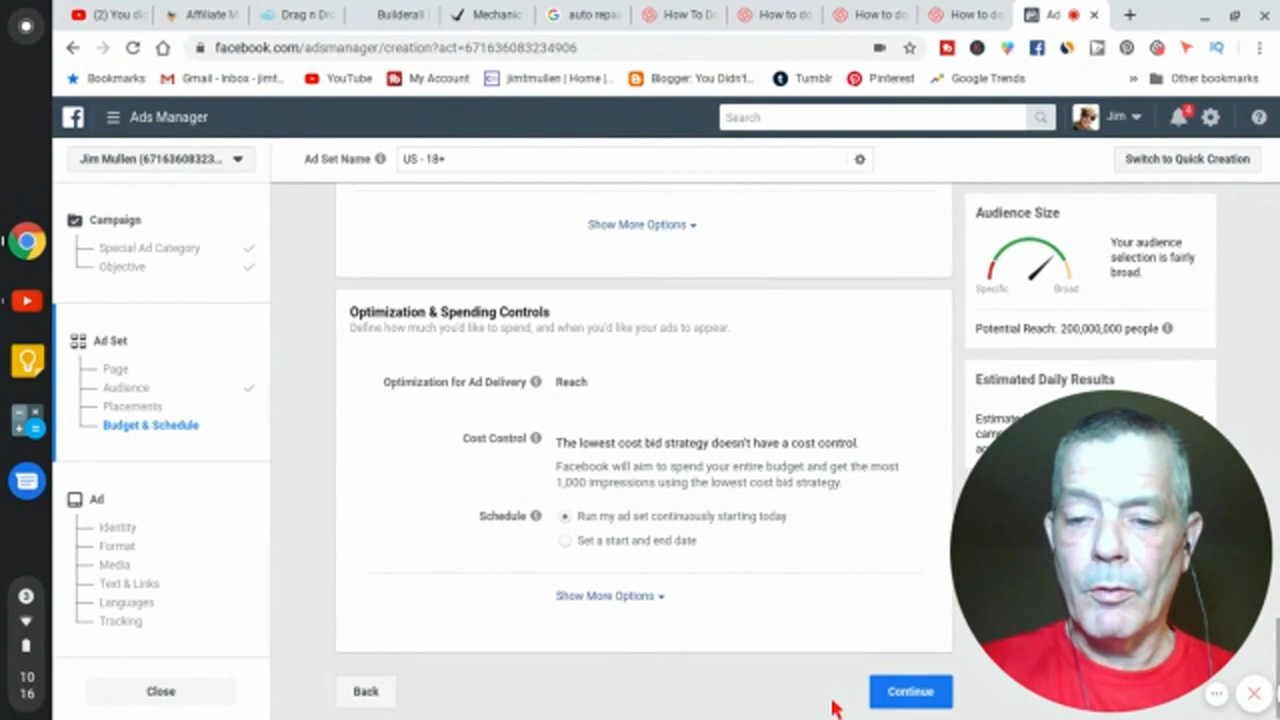 (2) You di
Affiliate M
Drag n Dro
Builderall
Mechanic
auto repai
How To D
How to do
How to do
How to do
Ad
facebook.com/adsmanager/creation?act=671636083234906
Bookmarks
Gmail - Inbox - jimt...
YouTube
My Account
jimtmullen | Home |...
Blogger: You Didn't...
Tumblr
Pinterest
Google Trends
Other bookmarks
Ads Manager
Search
Jim
4
Jim Mullen (67163608323...
Ad Set Name
US - 18+
Switch to Quick Creation
Campaign
Special Ad Category
Objective
Ad Set
Page
Audience
Placements
Budget & Schedule
Ad
Identity
Format
Media
Text & Links
Languages
Tracking
Close
Show More Options
Optimization & Spending Controls
Define how much you'd like to spend, and when you'd like your ads to appear.
Optimization for Ad Delivery
Reach
Cost Control
The lowest cost bid strategy doesn't have a cost control.
Facebook will aim to spend your entire budget and get the most
1,000 impressions using the lowest cost bid strategy.
Schedule
Run my ad set continuously starting today
Set a start and end date
Show More Options
Back
Continue
Audience Size
Specific
Broad
Your audience
selection is fairly
broad.
Potential Reach: 200,000,000 people
Estimated Daily Results
3
10
16